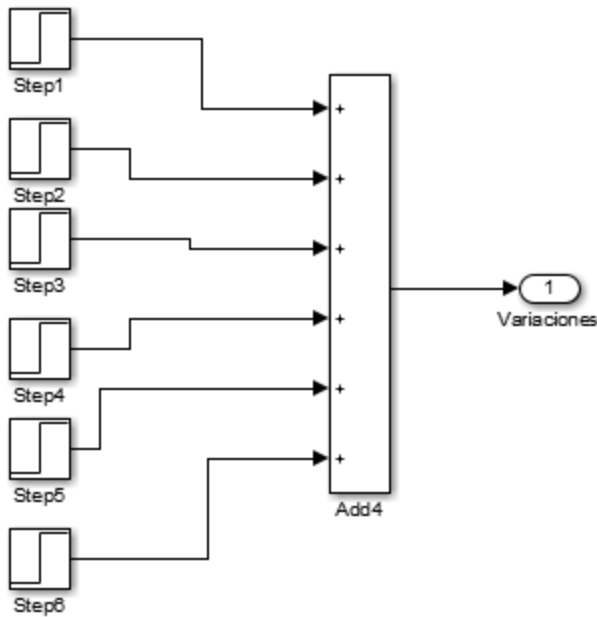 Step1
+
Step2
+
Step3
+
1
Variaciones
+
Step4
+
Step5
+
Add4
Step6